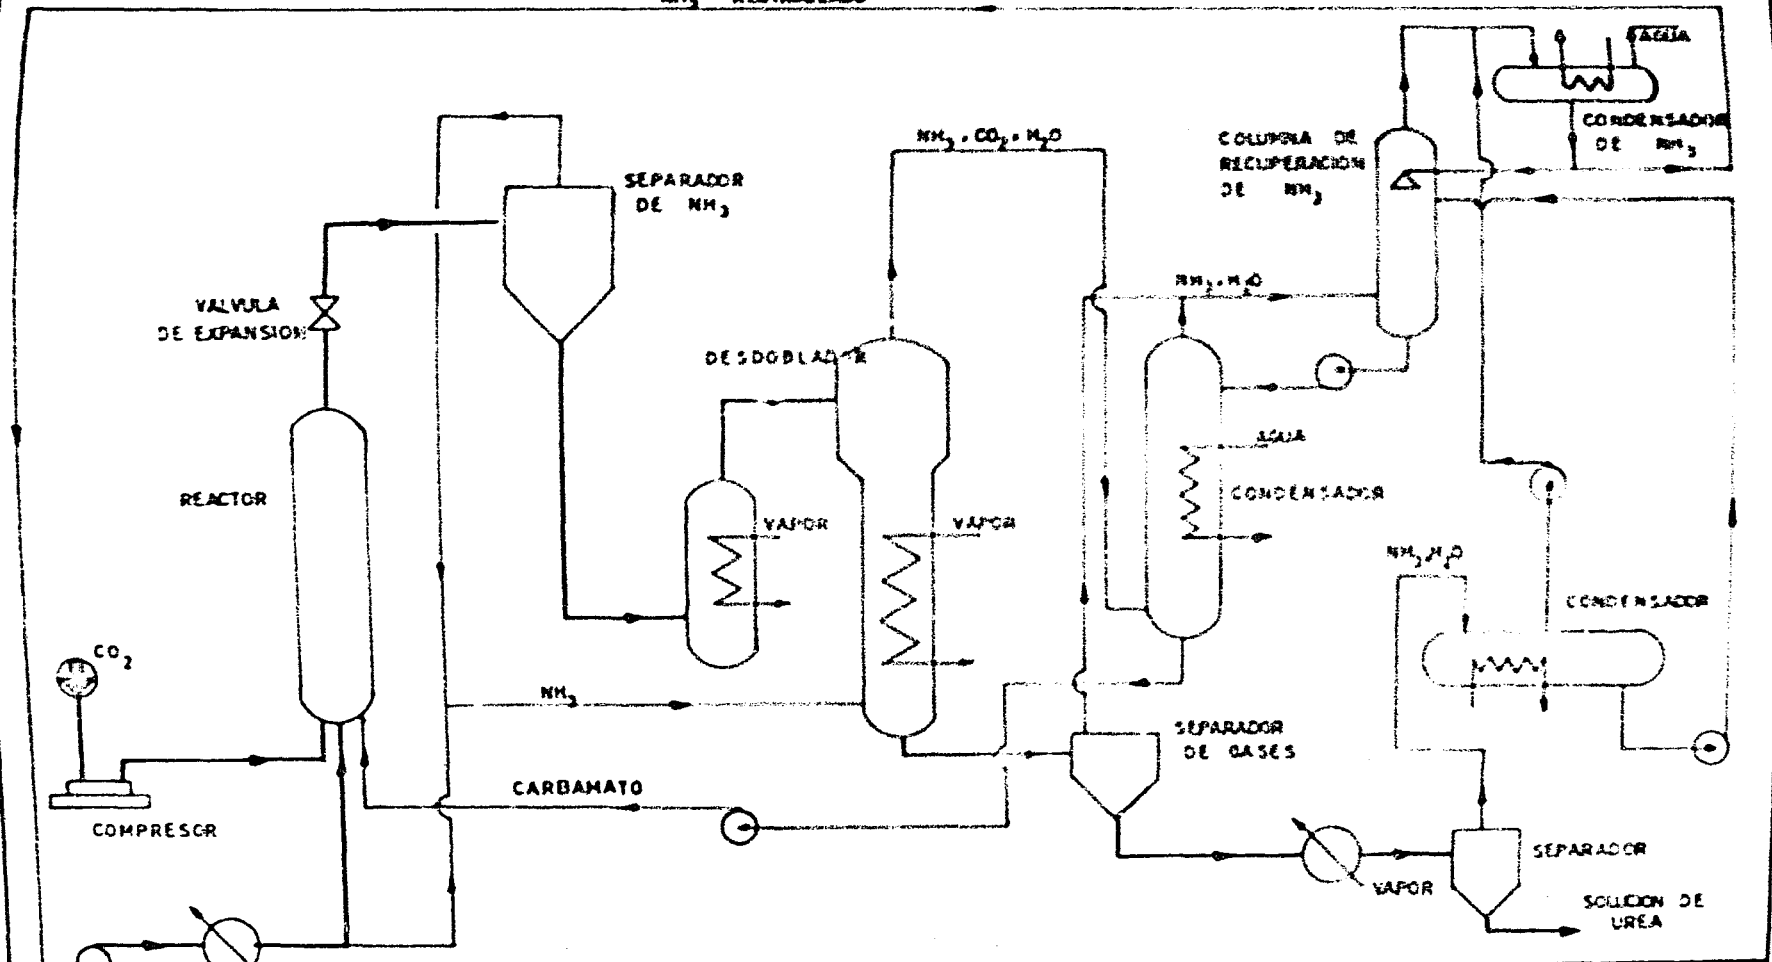 NH3
NH3 . CO2 . H2O
AGUA
CONDENSADOR
DE NH3
COLUMNA DE
RECUPERACION
DE NH3
SEPARADOR
DE NH3
NH3.H2O
VALVULA
DE EXPANSION
DESDOBLADOR
AGUA
REACTOR
VAPOR
VAPOR
CONDENSADOR
NH3.H2O
CONDENSADOR
CO2
NH3
SEPARADOR
DE GASES
CARBAMATO
COMPRESOR
SEPARADOR
VAPOR
SOLUCION DE
UREA